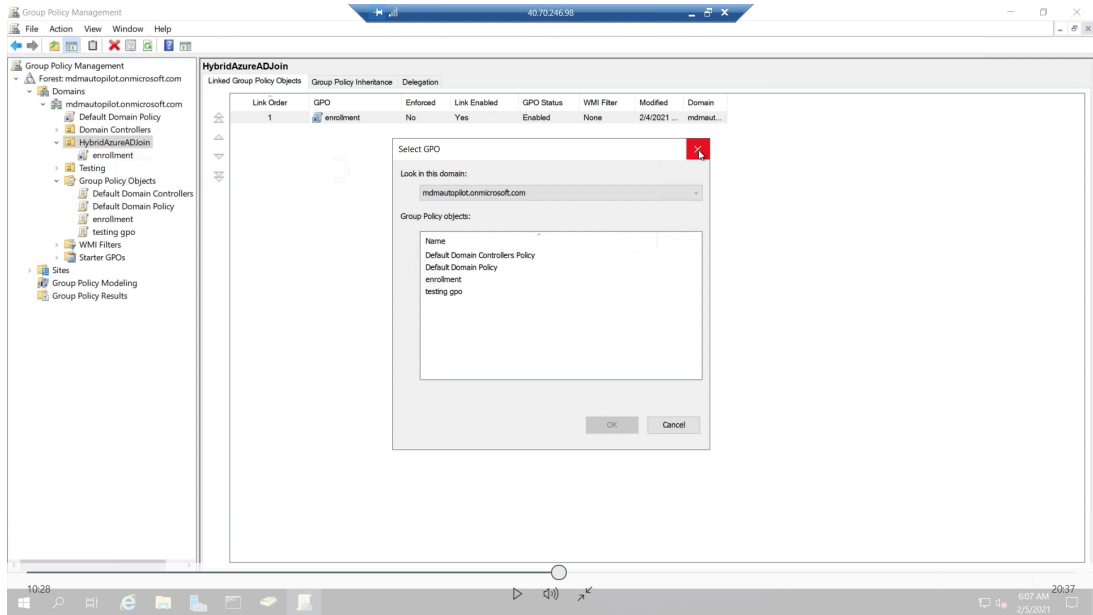 Group Policy Management
40.70.246.98
File Action View Window Help
Group Policy Management
Forest: mdmautopilot.onmicrosoft.com
Domains
mdmautopilot.onmicrosoft.com
Default Domain Policy
Domain Controllers
HybridAzureADJoin
enrollment
Testing
Group Policy Objects
Default Domain Controllers
Default Domain Policy
enrollment
testing gpo
WMI Filters
Starter GPOs
Sites
Group Policy Modeling
Group Policy Results
HybridAzureADJoin
Linked Group Policy Objects Group Policy Inheritance Delegation
Link Order GPO Enforced Link Enabled GPO Status WMI Filter Modified Domain
1 enrollment No Yes Enabled None 2/4/2021 ... mdmaut...
Select GPO
Look in this domain:
mdmautopilot.onmicrosoft.com
Group Policy objects:
Name
Default Domain Controllers Policy
Default Domain Policy
enrollment
testing gpo
OK Cancel
10:28 20:37
6:07 AM
2/5/2021